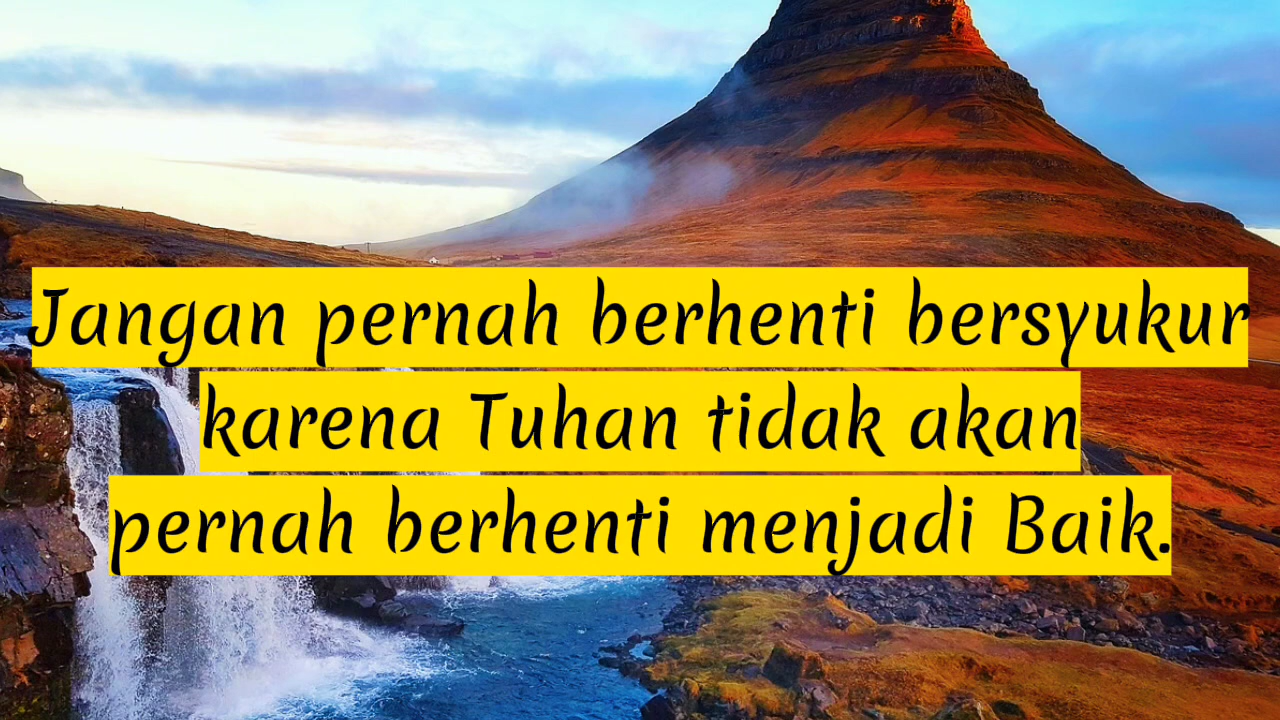 Jangan pernah berhenti bersyukur
karena Tuhan tidak akan
pernah berhenti menjadi Baik.